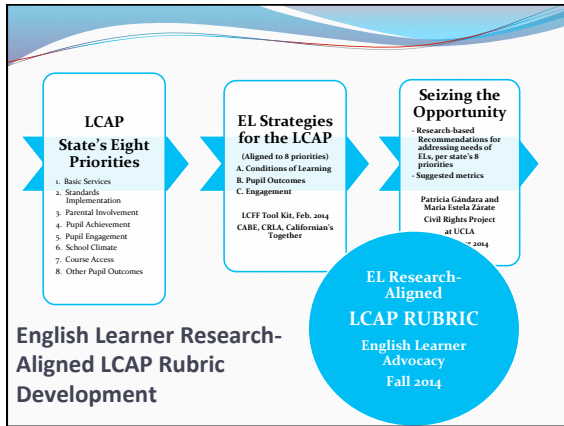 LCAP
State's Eight
Priorities
1. Basic Services
2. Standards
Implementation
3. Parental Involvement
4. Pupil Achievement
5. Pupil Engagement
6. School Climate
7. Course Access
8. Other Pupil Outcomes
EL Strategies
for the LCAP
(Aligned to 8 priorities)
A. Conditions of Learning
B. Pupil Outcomes
C. Engagement
LCFF Tool Kit, Feb. 2014
CABE, CRLA, Californian's
Together
Seizing the
Opportunity
- Research-based
Recommendations for
addressing needs of
ELs, per state's 8
priorities
- Suggested metrics
Patricia Gándara and
Maria Estela Zárate
Civil Rights Project
at UCLA
2014
EL Research-
Aligned
LCAP RUBRIC
English Learner
Advocacy
Fall 2014
English Learner Research-
Aligned LCAP Rubric
Development